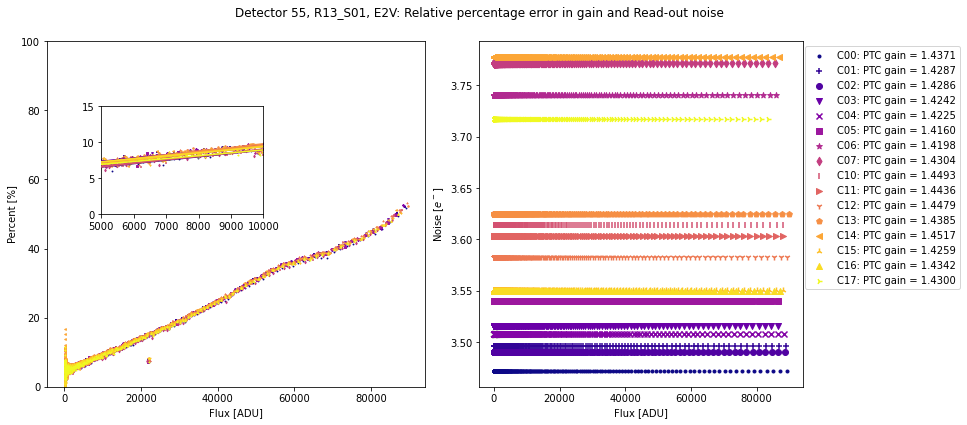 Detector 55, R13_S01, E2V: Relative percentage error in gain and Read-out noise
Percent [%]
100
80
60
40
20
0
15
10
5
0
5000 6000 7000 8000 9000 10000
0 20000 40000 60000 80000
Flux [ADU]
Noise [e⁻]
3.75
3.70
3.65
3.60
3.55
3.50
0 20000 40000 60000 80000
Flux [ADU]
C00: PTC gain = 1.4371
C01: PTC gain = 1.4287
C02: PTC gain = 1.4286
C03: PTC gain = 1.4242
C04: PTC gain = 1.4225
C05: PTC gain = 1.4160
C06: PTC gain = 1.4198
C07: PTC gain = 1.4304
C10: PTC gain = 1.4493
C11: PTC gain = 1.4436
C12: PTC gain = 1.4479
C13: PTC gain = 1.4385
C14: PTC gain = 1.4517
C15: PTC gain = 1.4259
C16: PTC gain = 1.4342
C17: PTC gain = 1.4300